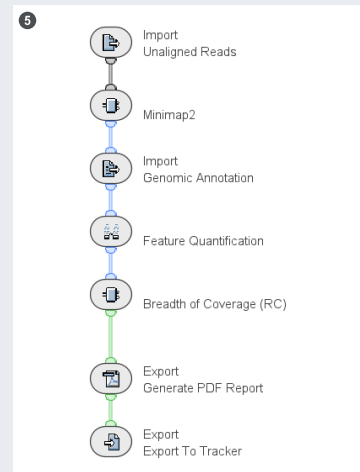 5
Import
Unaligned Reads
Minimap2
Import
Genomic Annotation
Feature Quantification
Breadth of Coverage (RC)
Export
Generate PDF Report
Export
Export To Tracker